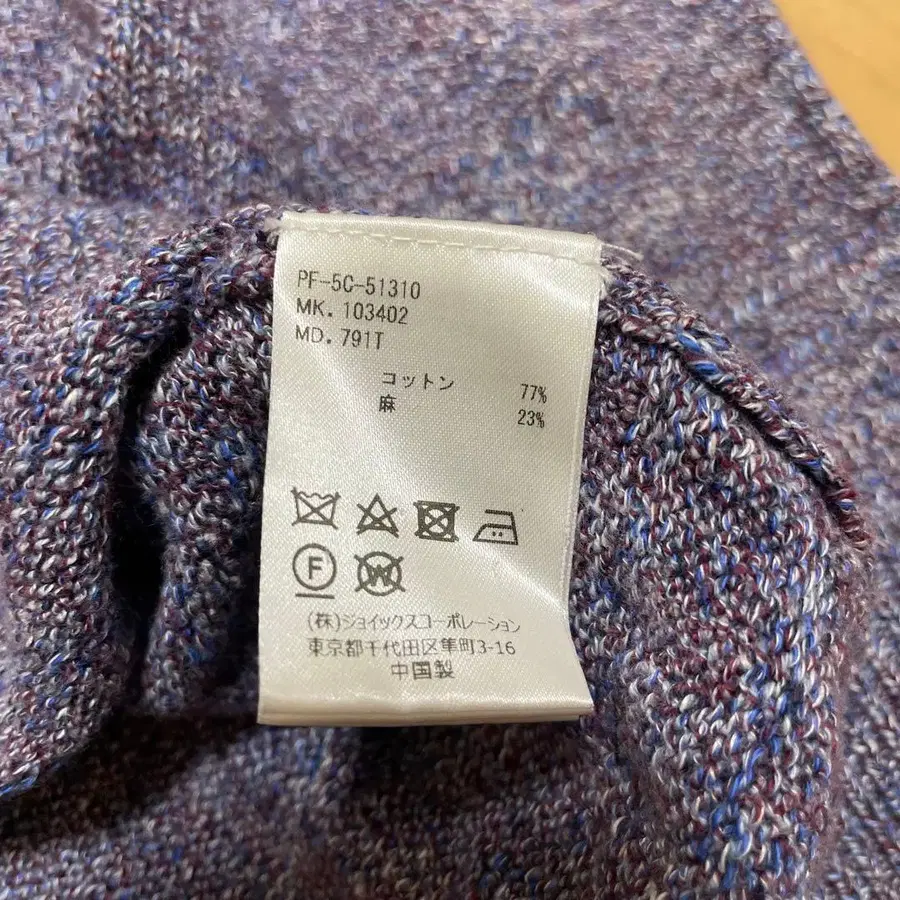 PF-5C-51310
MK. 103402
MD. 791T
コットン 77%
麻 23%
F
W
(株)ジョイックスコーポレーション
東京都千代田区隼町3-16
中国製